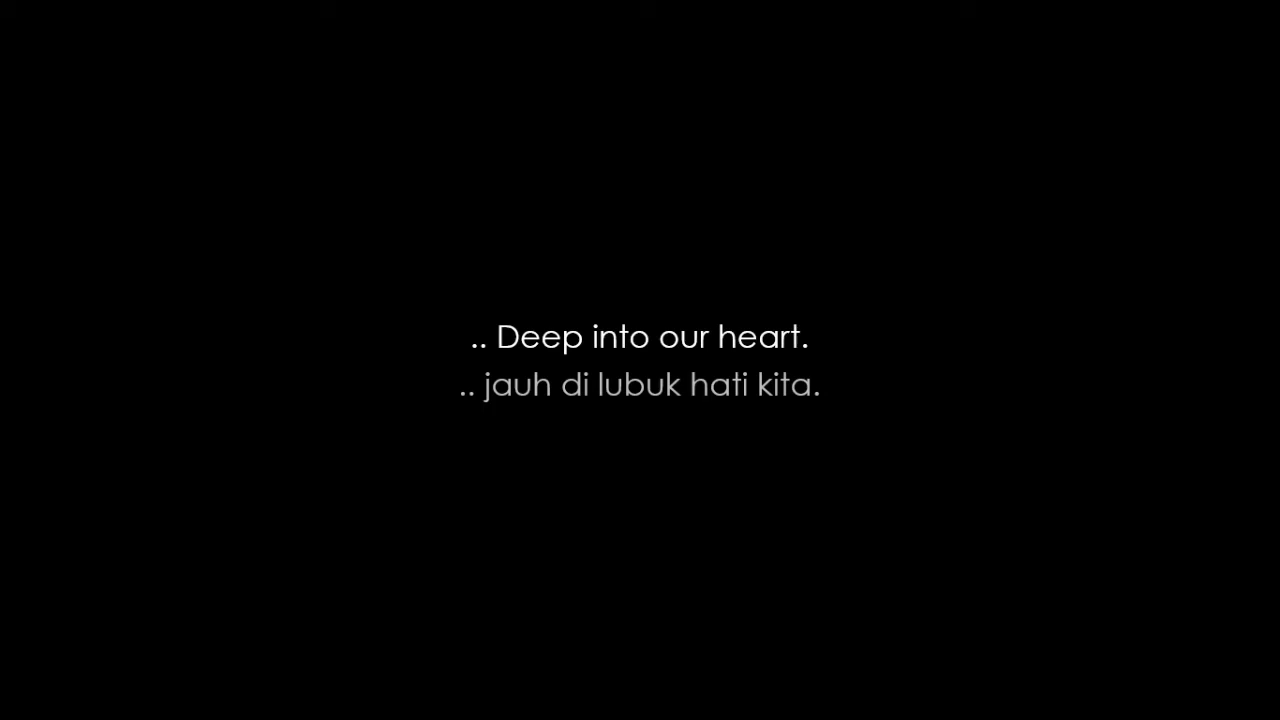 .. Deep into our heart.
.. jauh di lubuk hati kita.